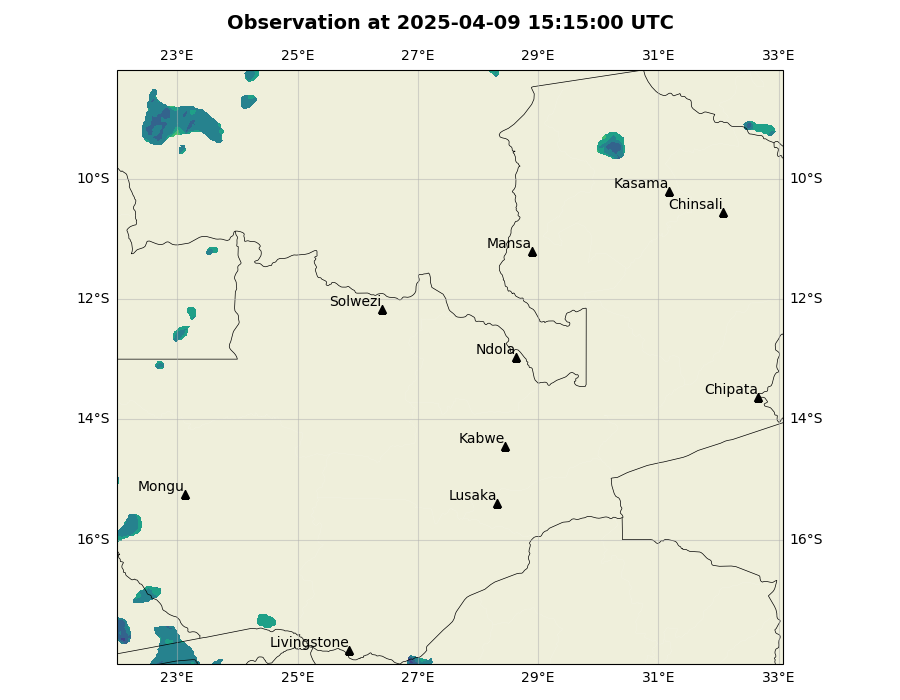 Observation at 2025-04-09 15:15:00 UTC
23°E 25°E 27°E 29°E 31°E 33°E
10°S 10°S
Kasama
Chinsali
Mansa
12°S 12°S
Solwezi
Ndola
Chipata
14°S 14°S
Kabwe
Mongu
Lusaka
16°S 16°S
Livingstone
23°E 25°E 27°E 29°E 31°E 33°E